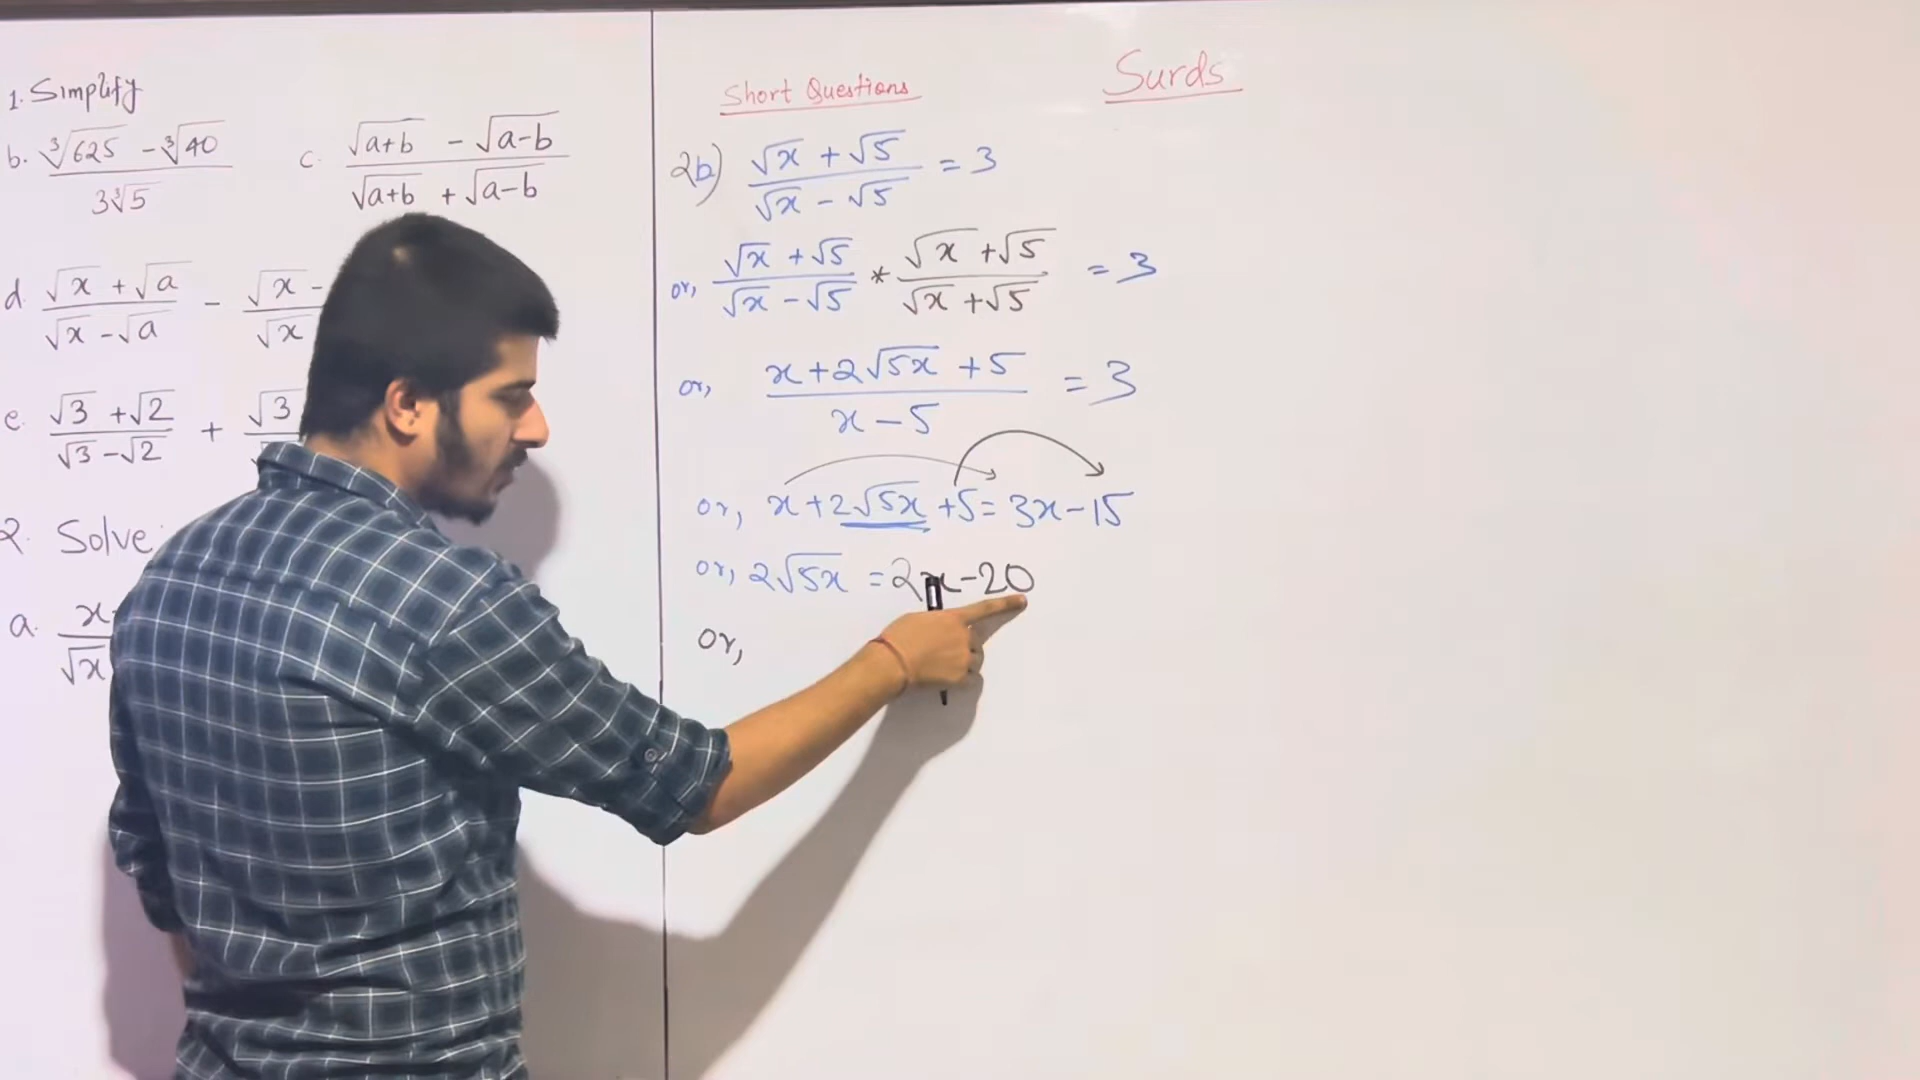 1. Simplify
b. (∛625 - ∛40) / 3∛5
c. (√(a+b) - √(a-b)) / (√(a+b) + √(a-b))
d. (√x + √a) / (√x - √a) - √x - / √x
e. (√3 + √2) / (√3 - √2) + √3
2. Solve
a. x / √x
Short Questions
Surds
2b) (√x + √5) / (√x - √5) = 3
or, (√x + √5) / (√x - √5) * (√x + √5) / (√x + √5) = 3
or, (x + 2√5x + 5) / (x - 5) = 3
or, x + 2√5x + 5 = 3x - 15
or, 2√5x = 2x - 20
or,